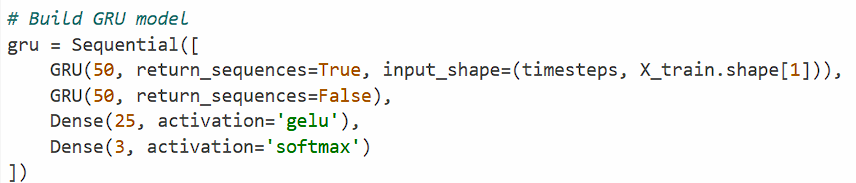 # Build GRU model
gru = Sequential([
    GRU(50, return_sequences=True, input_shape=(timesteps, X_train.shape[1])),
    GRU(50, return_sequences=False),
    Dense(25, activation='gelu'),
    Dense(3, activation='softmax')
])